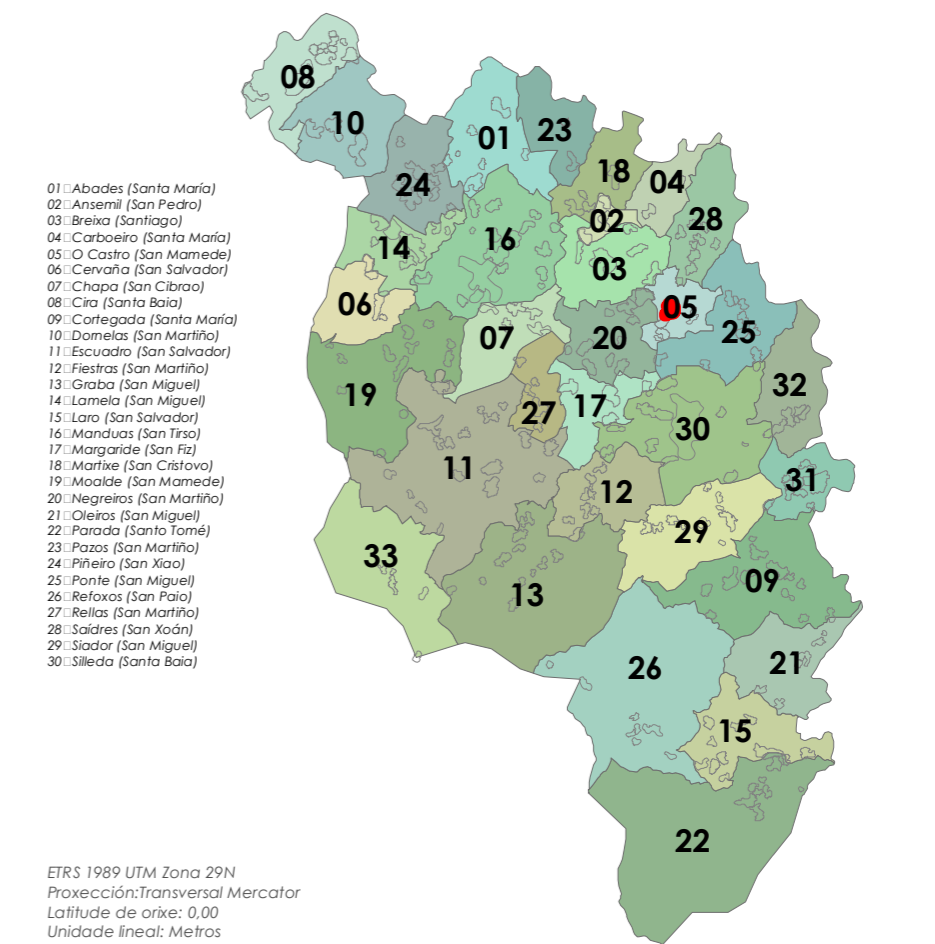 08
10
01
23
24
18
04
02
28
14
16
03
06
05
07
20
25
19
27
17
32
30
11
12
31
29
33
13
09
26
21
15
22
01 Abades (Santa María)
02 Ansemil (San Pedro)
03 Breixa (Santiago)
04 Carboeiro (Santa María)
05 O Castro (San Mamede)
06 Cervaña (San Salvador)
07 Chapa (San Cibrao)
08 Cira (Santa Baia)
09 Cortegada (Santa María)
10 Dornelas (San Martiño)
11 Escuadro (San Salvador)
12 Fiestras (San Martiño)
13 Graba (San Miguel)
14 Lamela (San Miguel)
15 Laro (San Salvador)
16 Manduas (San Tirso)
17 Margaride (San Fiz)
18 Martixe (San Cristovo)
19 Moalde (San Mamede)
20 Negreiros (San Martiño)
21 Oleiros (San Miguel)
22 Parada (Santo Tomé)
23 Pazos (San Martiño)
24 Piñeiro (San Xiao)
25 Ponte (San Miguel)
26 Refoxos (San Paio)
27 Rellas (San Martiño)
28 Saídres (San Xoán)
29 Siador (San Miguel)
30 Silleda (Santa Baia)
ETRS 1989 UTM Zona 29N
Proxección:Transversal Mercator
Latitude de orixe: 0,00
Unidade lineal: Metros